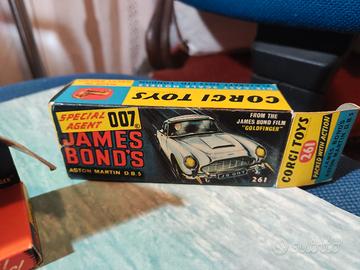 CORGI TOYS
SPECIAL
AGENT 007
JAMES
BOND'S
ASTON MARTIN D.B.5
FROM THE
JAMES BOND FILM
"GOLDFINGER"
261
CORGI TOYS
261
PACKED WITH ACTION
subito.it